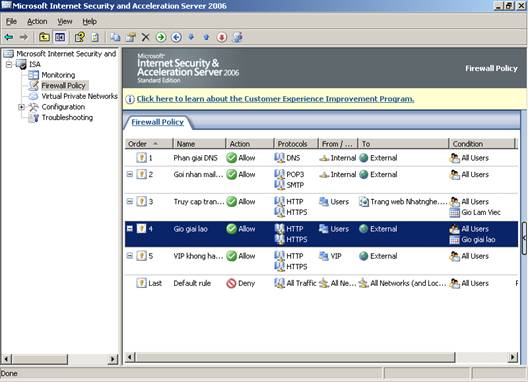 Microsoft Internet Security and Acceleration Server 2006
File Action View Help
Microsoft Internet Security and
ISA
Monitoring
Firewall Policy
Virtual Private Networks
Configuration
Troubleshooting
Microsoft
Internet Security &
Acceleration Server 2006
Standard Edition
Firewall Policy
Click here to learn about the Customer Experience Improvement Program.
Firewall Policy
Order Name Action Protocols From / ... To Condition
1 Phan giai DNS Allow DNS Internal External All Users
2 Goi nhan mail... Allow POP3 Internal External All Users
SMTP
3 Truy cap tran... Allow HTTP Users Trang web Nhatnghe.... All Users
HTTPS Gio Lam Viec
4 Gio giai lao Allow HTTP Users External All Users
HTTPS Gio giai lao
5 VIP khong ha... Allow HTTP VIP External All Users
HTTPS
Last Default rule Deny All Traffic All Ne... All Networks (and Loc... All Users
Done